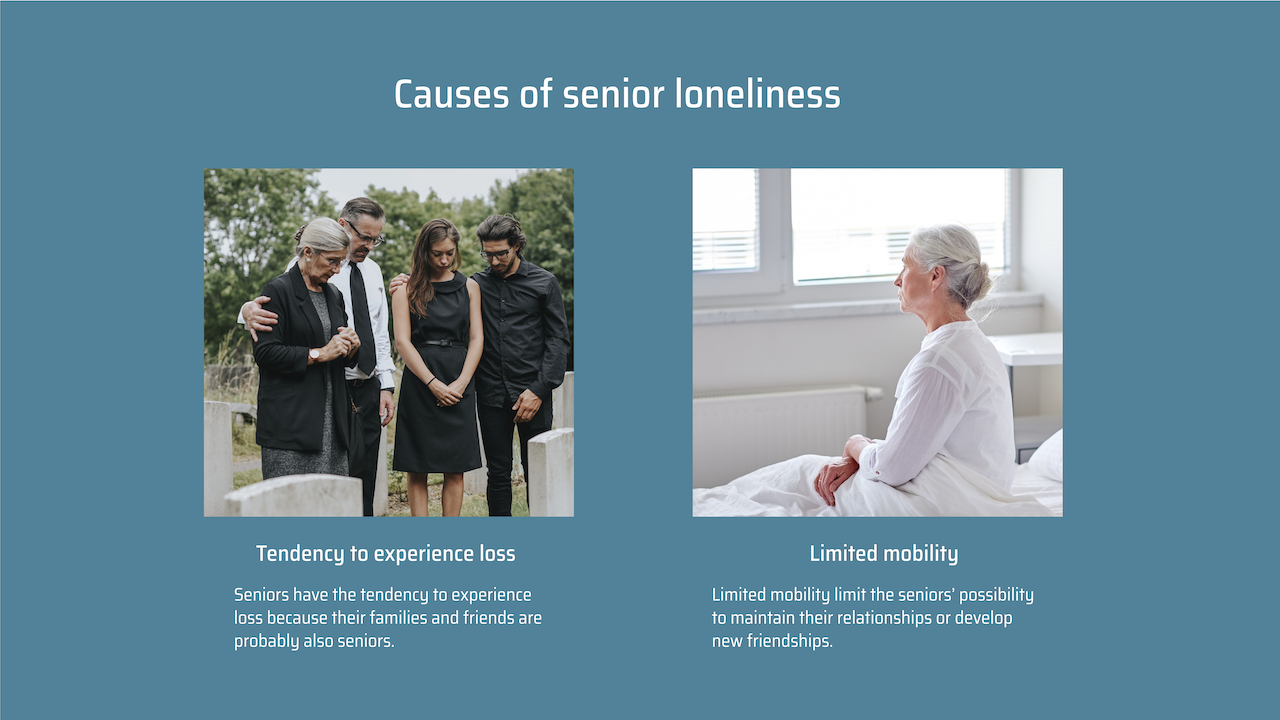 Causes of senior loneliness
Tendency to experience loss
Seniors have the tendency to experience
loss because their families and friends are
probably also seniors.
Limited mobility
Limited mobility limit the seniors’ possibility
to maintain their relationships or develop
new friendships.